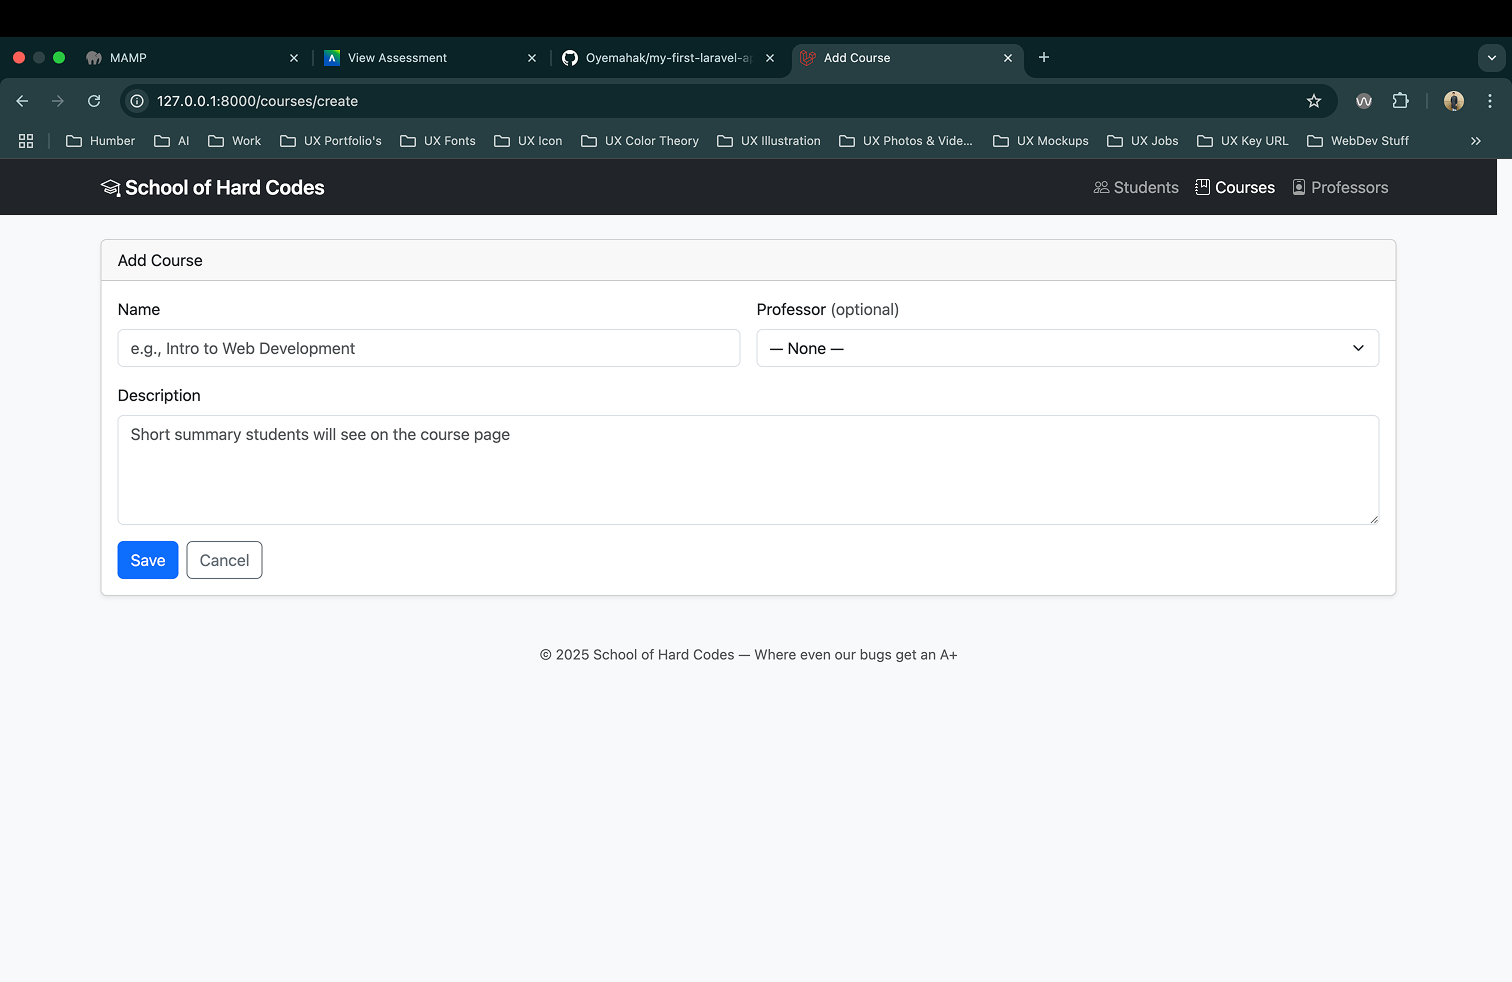 MAMP
View Assessment
Oyemahak/my-first-laravel-ap
Add Course
127.0.0.1:8000/courses/create
Humber
AI
Work
UX Portfolio's
UX Fonts
UX Icon
UX Color Theory
UX Illustration
UX Photos & Vide...
UX Mockups
UX Jobs
UX Key URL
WebDev Stuff
School of Hard Codes
Students
Courses
Professors
Add Course
Name
Professor (optional)
e.g., Intro to Web Development
— None —
Description
Short summary students will see on the course page
Save
Cancel
© 2025 School of Hard Codes — Where even our bugs get an A+